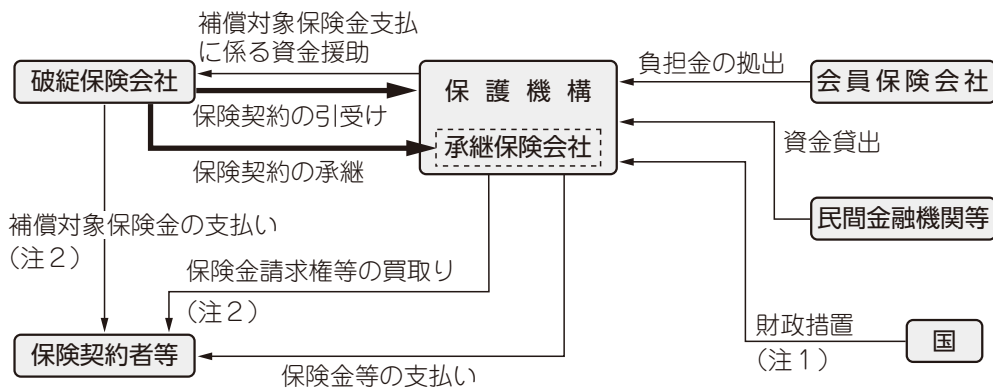 補償対象保険金支払
に係る資金援助
破綻保険会社
保護機構
負担金の拠出
会員保険会社
保険契約の引受け
承継保険会社
資金貸出
保険契約の承継
民間金融機関等
補償対象保険金の支払い
（注２）
保険金請求権等の買取り
（注２）
財政措置
（注１）
国
保険契約者等
保険金等の支払い